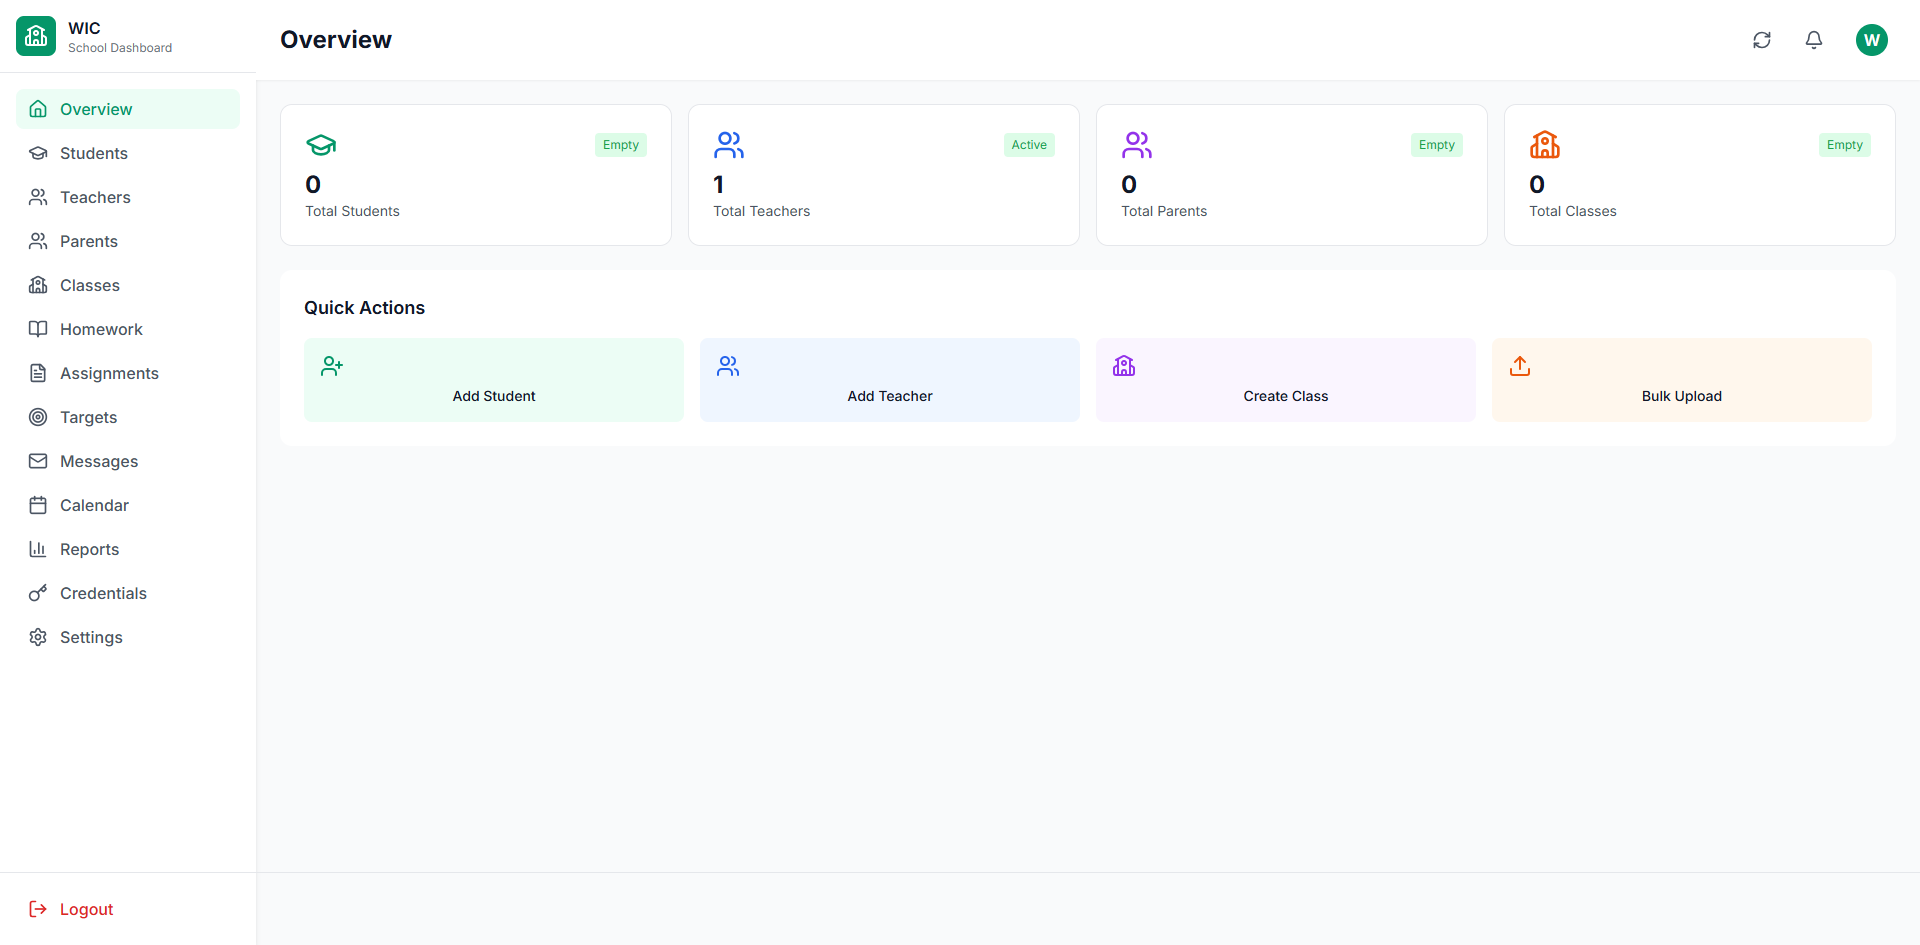 WIC
School Dashboard
Overview
Students
Teachers
Parents
Classes
Homework
Assignments
Targets
Messages
Calendar
Reports
Credentials
Settings
Logout
Overview
W
Empty
0
Total Students
Active
1
Total Teachers
Empty
0
Total Parents
Empty
0
Total Classes
Quick Actions
Add Student
Add Teacher
Create Class
Bulk Upload